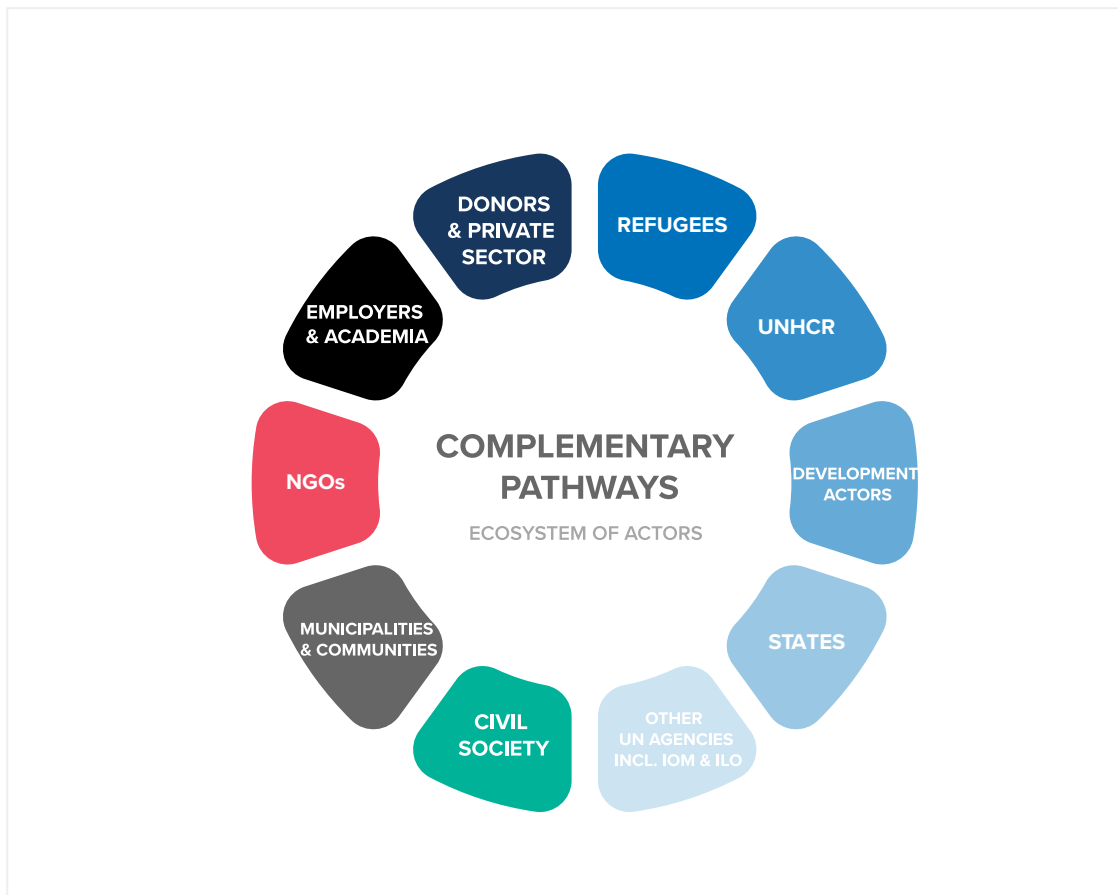 DONORS
& PRIVATE
SECTOR
REFUGEES
UNHCR
DEVELOPMENT
ACTORS
STATES
OTHER
UN AGENCIES
INCL. IOM & ILO
CIVIL
SOCIETY
MUNICIPALITIES
& COMMUNITIES
NGOs
EMPLOYERS
& ACADEMIA
COMPLEMENTARY
PATHWAYS
ECOSYSTEM OF ACTORS